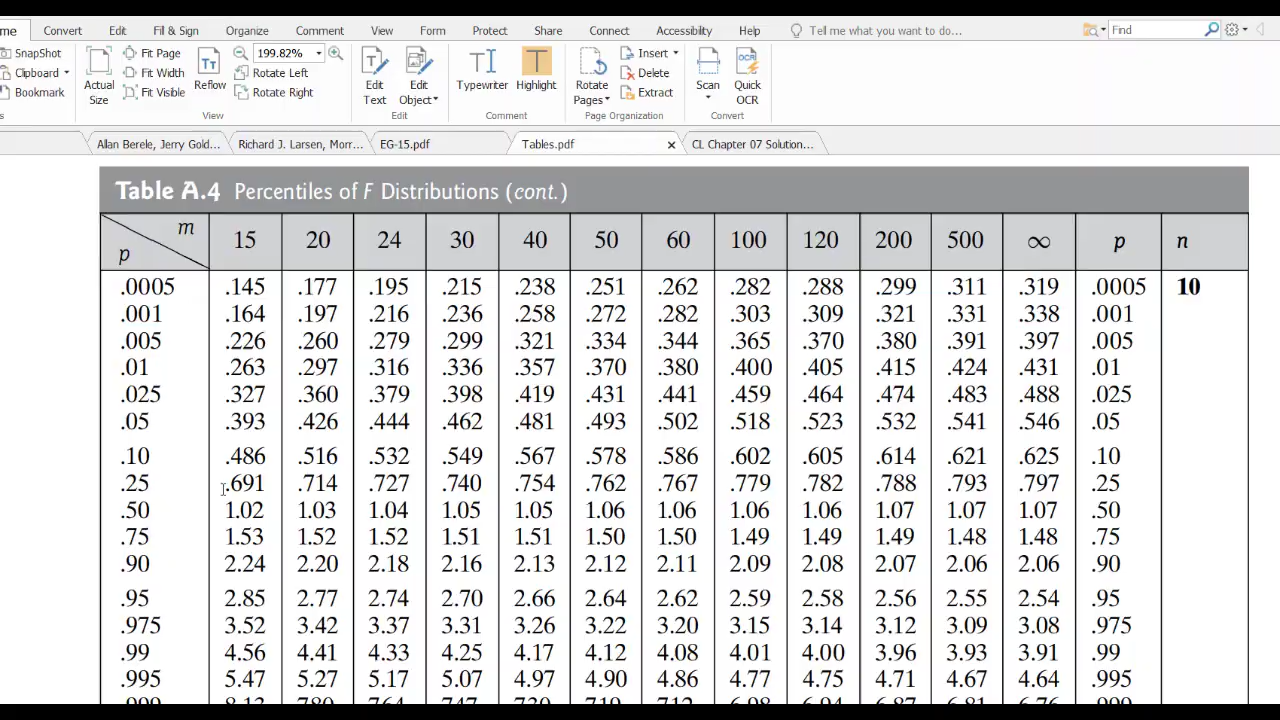 me Convert Edit Fill & Sign Organize Comment View Form Protect Share Connect Accessibility Help Tell me what you want to do... Find
SnapShot
Clipboard
Bookmark
Actual Size
Fit Page
Fit Width
Fit Visible
Reflow
199.82%
Rotate Left
Rotate Right
View
Edit Text
Edit Object
Edit
Typewriter
Highlight
Comment
Rotate Pages
Insert
Delete
Extract
Page Organization
Scan
Quick OCR
Convert
Allan Berele, Jerry Gold... Richard J. Larsen, Morr... EG-15.pdf Tables.pdf CL Chapter 07 Solution...
Table A.4 Percentiles of F Distributions (cont.)
p m 15 20 24 30 40 50 60 100 120 200 500 ∞ p n
.0005 .145 .177 .195 .215 .238 .251 .262 .282 .288 .299 .311 .319 .0005 10
.001 .164 .197 .216 .236 .258 .272 .282 .303 .309 .321 .331 .338 .001
.005 .226 .260 .279 .299 .321 .334 .344 .365 .370 .380 .391 .397 .005
.01 .263 .297 .316 .336 .357 .370 .380 .400 .405 .415 .424 .431 .01
.025 .327 .360 .379 .398 .419 .431 .441 .459 .464 .474 .483 .488 .025
.05 .393 .426 .444 .462 .481 .493 .502 .518 .523 .532 .541 .546 .05
.10 .486 .516 .532 .549 .567 .578 .586 .602 .605 .614 .621 .625 .10
.25 .691 .714 .727 .740 .754 .762 .767 .779 .782 .788 .793 .797 .25
.50 1.02 1.03 1.04 1.05 1.05 1.06 1.06 1.06 1.06 1.07 1.07 1.07 .50
.75 1.53 1.52 1.52 1.51 1.51 1.50 1.50 1.49 1.49 1.49 1.48 1.48 .75
.90 2.24 2.20 2.18 2.16 2.13 2.12 2.11 2.09 2.08 2.07 2.06 2.06 .90
.95 2.85 2.77 2.74 2.70 2.66 2.64 2.62 2.59 2.58 2.56 2.55 2.54 .95
.975 3.52 3.42 3.37 3.31 3.26 3.22 3.20 3.15 3.14 3.12 3.09 3.08 .975
.99 4.56 4.41 4.33 4.25 4.17 4.12 4.08 4.01 4.00 3.96 3.93 3.91 .99
.995 5.47 5.27 5.17 5.07 4.97 4.90 4.86 4.77 4.75 4.71 4.67 4.64 .995